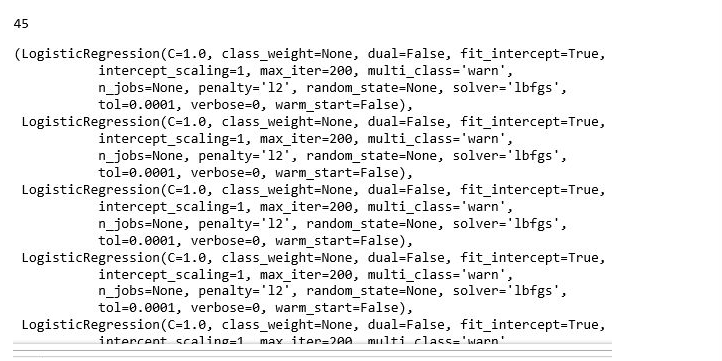 45
(LogisticRegression(C=1.0, class_weight=None, dual=False, fit_intercept=True,
intercept_scaling=1, max_iter=200, multi_class='warn',
n_jobs=None, penalty='l2', random_state=None, solver='lbfgs',
tol=0.0001, verbose=0, warm_start=False),
LogisticRegression(C=1.0, class_weight=None, dual=False, fit_intercept=True,
intercept_scaling=1, max_iter=200, multi_class='warn',
n_jobs=None, penalty='l2', random_state=None, solver='lbfgs',
tol=0.0001, verbose=0, warm_start=False),
LogisticRegression(C=1.0, class_weight=None, dual=False, fit_intercept=True,
intercept_scaling=1, max_iter=200, multi_class='warn',
n_jobs=None, penalty='l2', random_state=None, solver='lbfgs',
tol=0.0001, verbose=0, warm_start=False),
LogisticRegression(C=1.0, class_weight=None, dual=False, fit_intercept=True,
intercept_scaling=1, max_iter=200, multi_class='warn',
n_jobs=None, penalty='l2', random_state=None, solver='lbfgs',
tol=0.0001, verbose=0, warm_start=False),
LogisticRegression(C=1.0, class_weight=None, dual=False, fit_intercept=True,
intercept_scaling=1, max_iter=200, multi_class='warn',